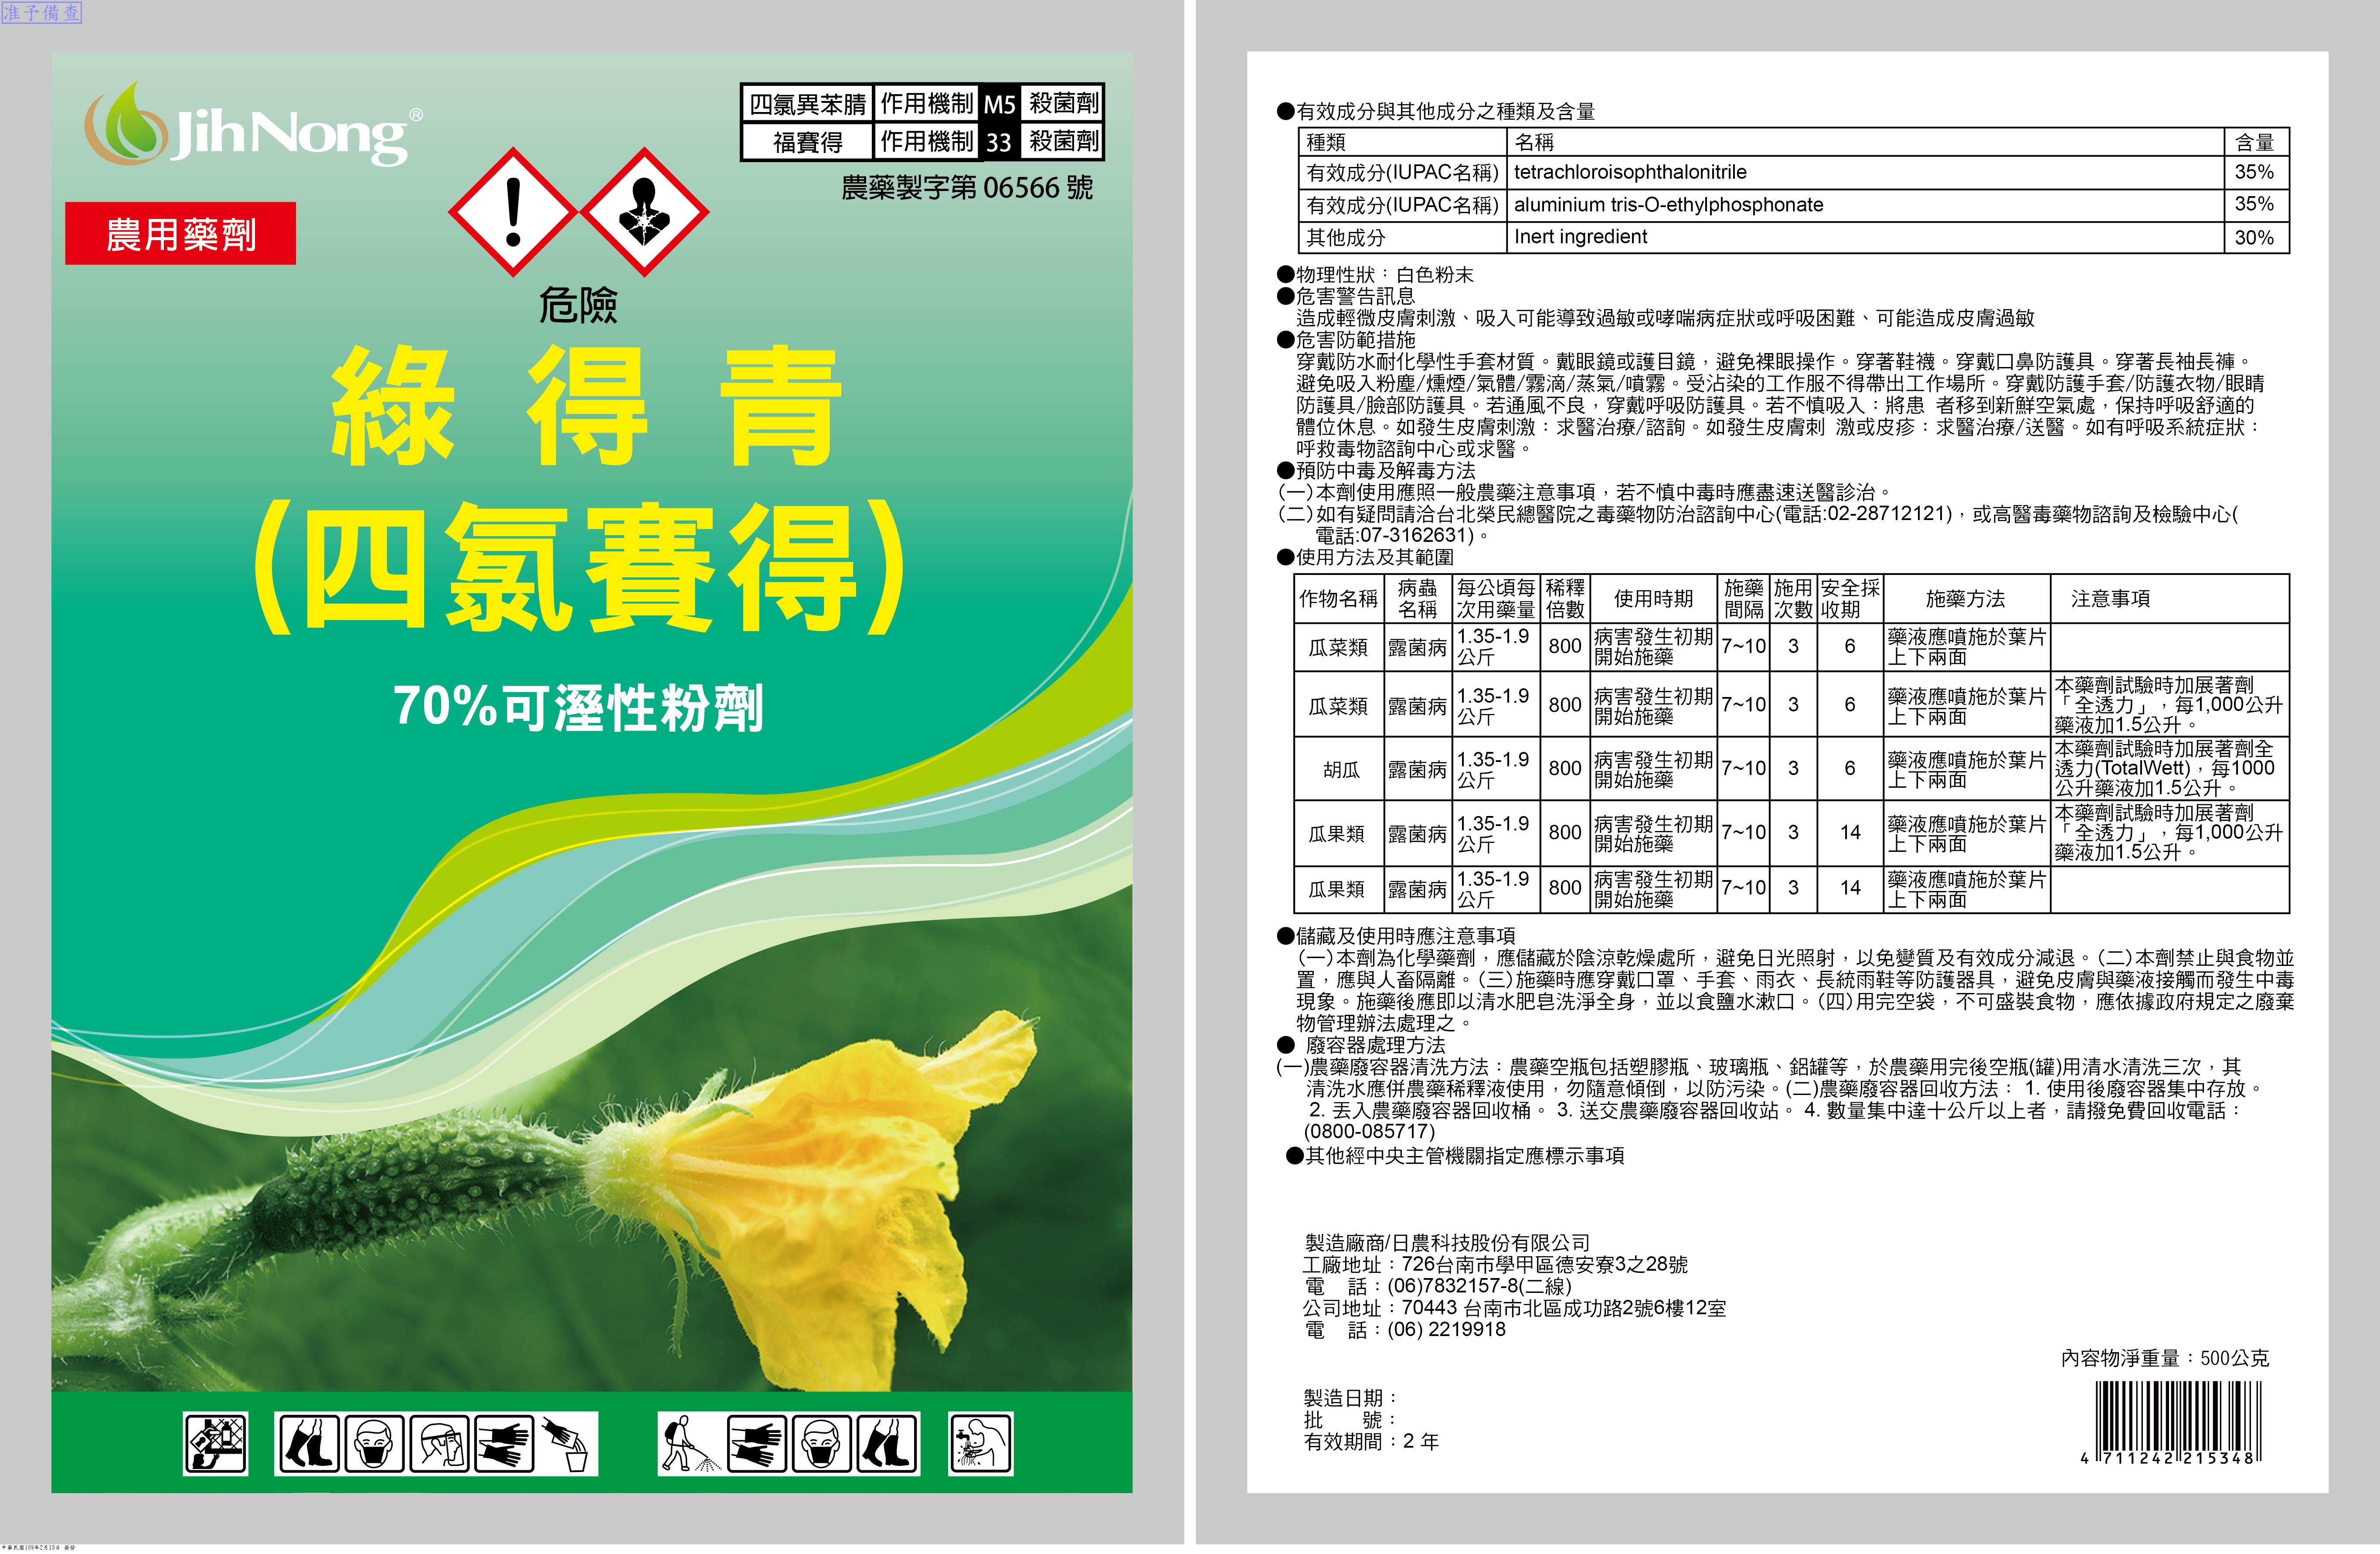 准予備查
JihNong®
四氯異苯腈 作用機制 M5 殺菌劑
福賽得 作用機制 33 殺菌劑
農藥製字第 06566 號
農用藥劑
危險
綠得青
(四氯賽得)
70%可溼性粉劑
中華民國109年2月13日 簽發
●有效成分與其他成分之種類及含量
種類 名稱 含量
有效成分(IUPAC名稱) tetrachloroisophthalonitrile 35%
有效成分(IUPAC名稱) aluminium tris-O-ethylphosphonate 35%
其他成分 Inert ingredient 30%
●物理性狀：白色粉末
●危害警告訊息
造成輕微皮膚刺激、吸入可能導致過敏或哮喘病症狀或呼吸困難、可能造成皮膚過敏
●危害防範措施
穿戴防水耐化學性手套材質。戴眼鏡或護目鏡，避免裸眼操作。穿著鞋襪。穿戴口鼻防護具。穿著長袖長褲。
避免吸入粉塵/燻煙/氣體/霧滴/蒸氣/噴霧。受沾染的工作服不得帶出工作場所。穿戴防護手套/防護衣物/眼睛
防護具/臉部防護具。若通風不良，穿戴呼吸防護具。若不慎吸入：將患 者移到新鮮空氣處，保持呼吸舒適的
體位休息。如發生皮膚刺激：求醫治療/諮詢。如發生皮膚刺 激或皮疹：求醫治療/送醫。如有呼吸系統症狀：
呼救毒物諮詢中心或求醫。
●預防中毒及解毒方法
(一)本劑使用應照一般農藥注意事項，若不慎中毒時應盡速送醫診治。
(二)如有疑問請洽台北榮民總醫院之毒藥物防治諮詢中心(電話:02-28712121)，或高醫毒藥物諮詢及檢驗中心(
電話:07-3162631)。
●使用方法及其範圍
作物名稱 病蟲名稱 每公頃每次用藥量 稀釋倍數 使用時期 施藥間隔 施用次數 安全採收期 施藥方法 注意事項
瓜菜類 露菌病 1.35-1.9公斤 800 病害發生初期開始施藥 7~10 3 6 藥液應噴施於葉片上下兩面
瓜菜類 露菌病 1.35-1.9公斤 800 病害發生初期開始施藥 7~10 3 6 藥液應噴施於葉片上下兩面 本藥劑試驗時加展著劑「全透力」，每1,000公升藥液加1.5公升。
胡瓜 露菌病 1.35-1.9公斤 800 病害發生初期開始施藥 7~10 3 6 藥液應噴施於葉片上下兩面 本藥劑試驗時加展著劑全透力(TotalWett)，每1000公升藥液加1.5公升。
瓜果類 露菌病 1.35-1.9公斤 800 病害發生初期開始施藥 7~10 3 14 藥液應噴施於葉片上下兩面 本藥劑試驗時加展著劑「全透力」，每1,000公升藥液加1.5公升。
瓜果類 露菌病 1.35-1.9公斤 800 病害發生初期開始施藥 7~10 3 14 藥液應噴施於葉片上下兩面
●儲藏及使用時應注意事項
(一)本劑為化學藥劑，應儲藏於陰涼乾燥處所，避免日光照射，以免變質及有效成分減退。(二)本劑禁止與食物並
置，應與人畜隔離。(三)施藥時應穿戴口罩、手套、雨衣、長統雨鞋等防護器具，避免皮膚與藥液接觸而發生中毒
現象。施藥後應即以清水肥皂洗淨全身，並以食鹽水漱口。(四)用完空袋，不可盛裝食物，應依據政府規定之廢棄
物管理辦法處理之。
● 廢容器處理方法
(一)農藥廢容器清洗方法：農藥空瓶包括塑膠瓶、玻璃瓶、鋁罐等，於農藥用完後空瓶(罐)用清水清洗三次，其
清洗水應併農藥稀釋液使用，勿隨意傾倒，以防污染。(二)農藥廢容器回收方法： 1. 使用後廢容器集中存放。
2. 丟入農藥廢容器回收桶。 3. 送交農藥廢容器回收站。 4. 數量集中達十公斤以上者，請撥免費回收電話：
(0800-085717)
●其他經中央主管機關指定應標示事項
製造廠商/日農科技股份有限公司
工廠地址：726台南市學甲區德安寮3之28號
電 話：(06)7832157-8(二線)
公司地址：70443 台南市北區成功路2號6樓12室
電 話：(06) 2219918
內容物淨重量：500公克
製造日期：
批 號：
有效期間：2 年
4 711242 215348